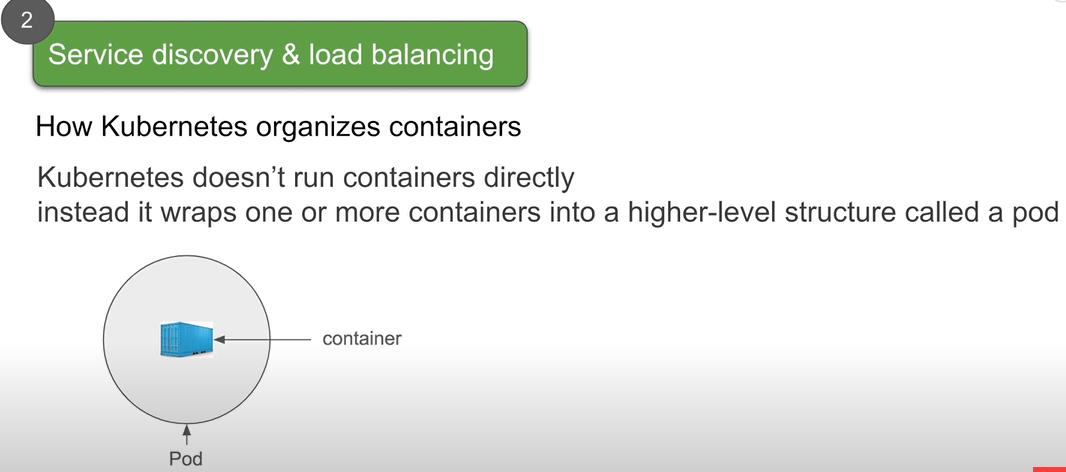 2
Service discovery & load balancing
How Kubernetes organizes containers
Kubernetes doesn’t run containers directly
instead it wraps one or more containers into a higher-level structure called a pod
container
Pod